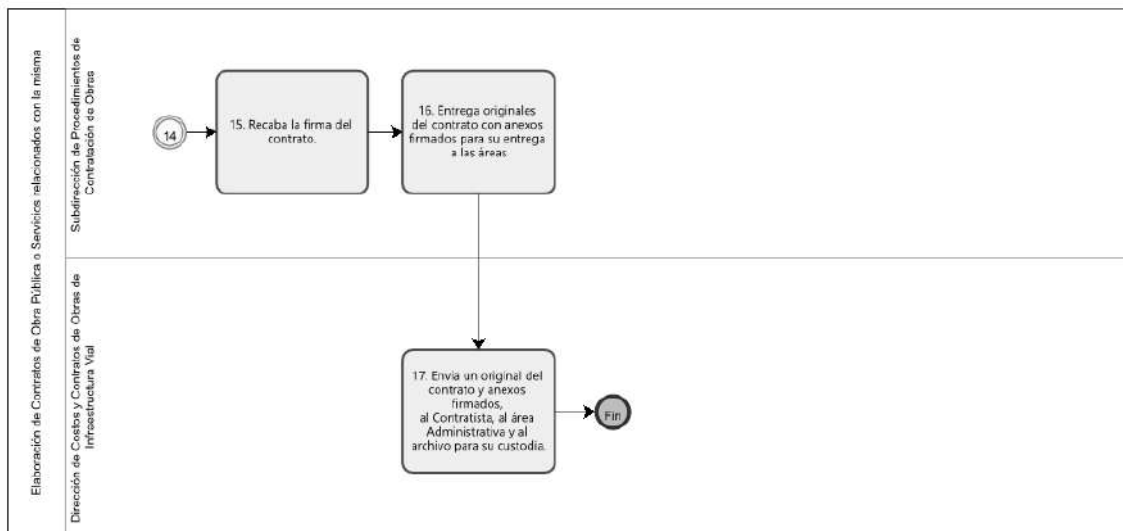 Elaboración de Contratos de Obra Pública o Servicios relacionados con la misma
Subdirección de Procedimientos de
Contratación de Obras
14
15. Recaba la firma del
contrato.
16. Entrega originales
del contrato con anexos
firmados para su entrega
a las áreas
Dirección de Costos y Contratos de Obras de
Infraestructura Vial
17. Envia un original del
contrato y anexos
firmados,
al Contratista, al área
Administrativa y al
archivo para su custodia.
Fin